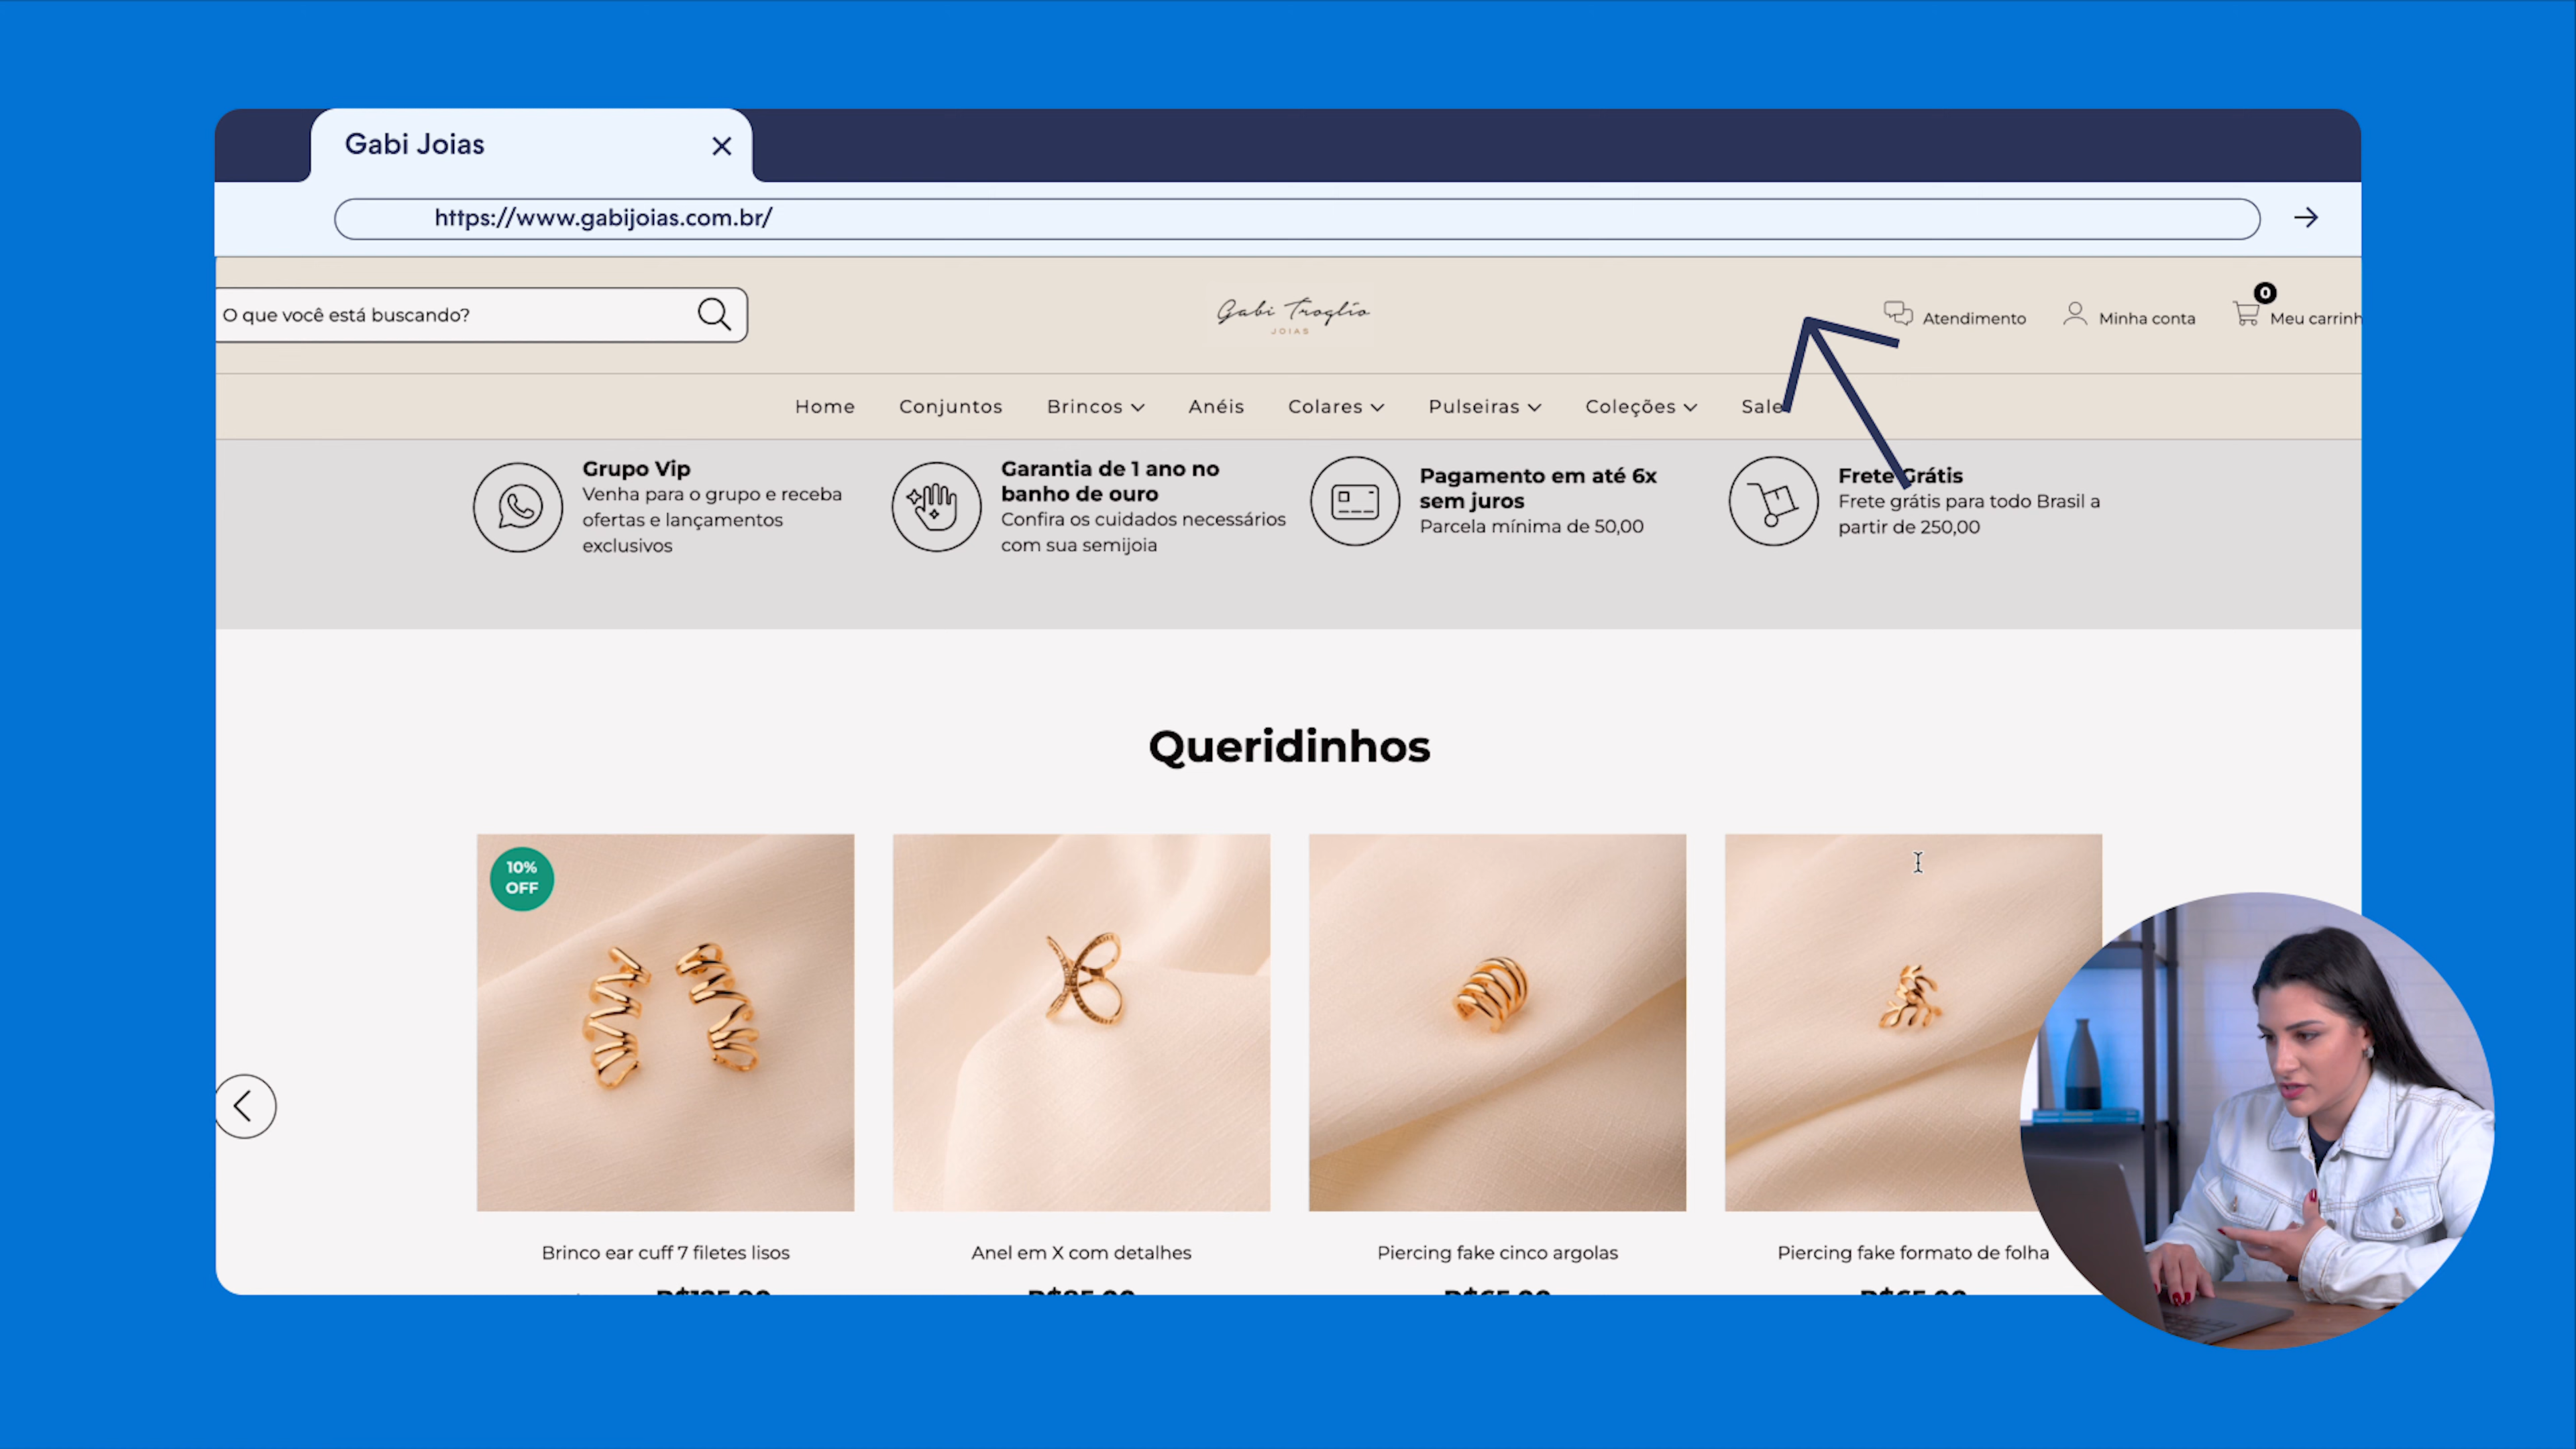 Gabi Joias
https://www.gabijoias.com.br/
O que você está buscando?
Gabi Troglio
JOIAS
Atendimento
Minha conta
0
Meu carrinh
Home Conjuntos Brincos Anéis Colares Pulseiras Coleções Sale
Grupo Vip
Venha para o grupo e receba
ofertas e lançamentos
exclusivos
Garantia de 1 ano no
banho de ouro
Confira os cuidados necessários
com sua semijoia
Pagamento em até 6x
sem juros
Parcela mínima de 50,00
Frete Grátis
Frete grátis para todo Brasil a
partir de 250,00
Queridinhos
10%
OFF
Brinco ear cuff 7 filetes lisos
Anel em X com detalhes
Piercing fake cinco argolas
Piercing fake formato de folha